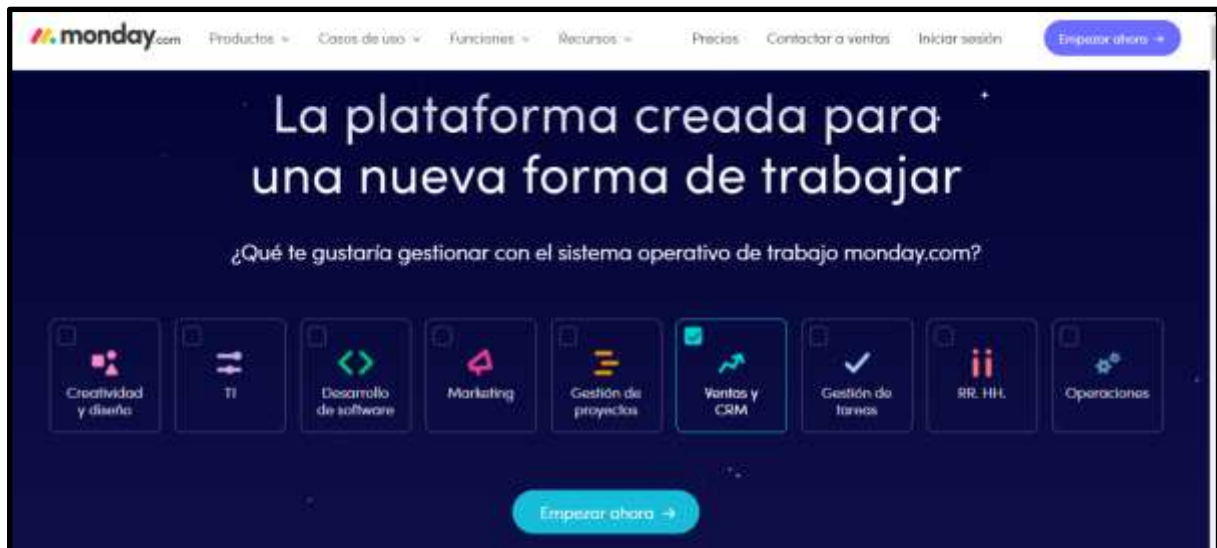 monday.com
Productos
Casos de uso
Funciones
Recursos
Precios
Contactar a ventas
Iniciar sesión
Empezar ahora →
La plataforma creada para
una nueva forma de trabajar
¿Qué te gustaría gestionar con el sistema operativo de trabajo monday.com?
Creatividad
y diseño
TI
Desarrollo
de software
Marketing
Gestión de
proyectos
Ventas y
CRM
Gestión de
tareas
RR. HH.
Operaciones
Empezar ahora →